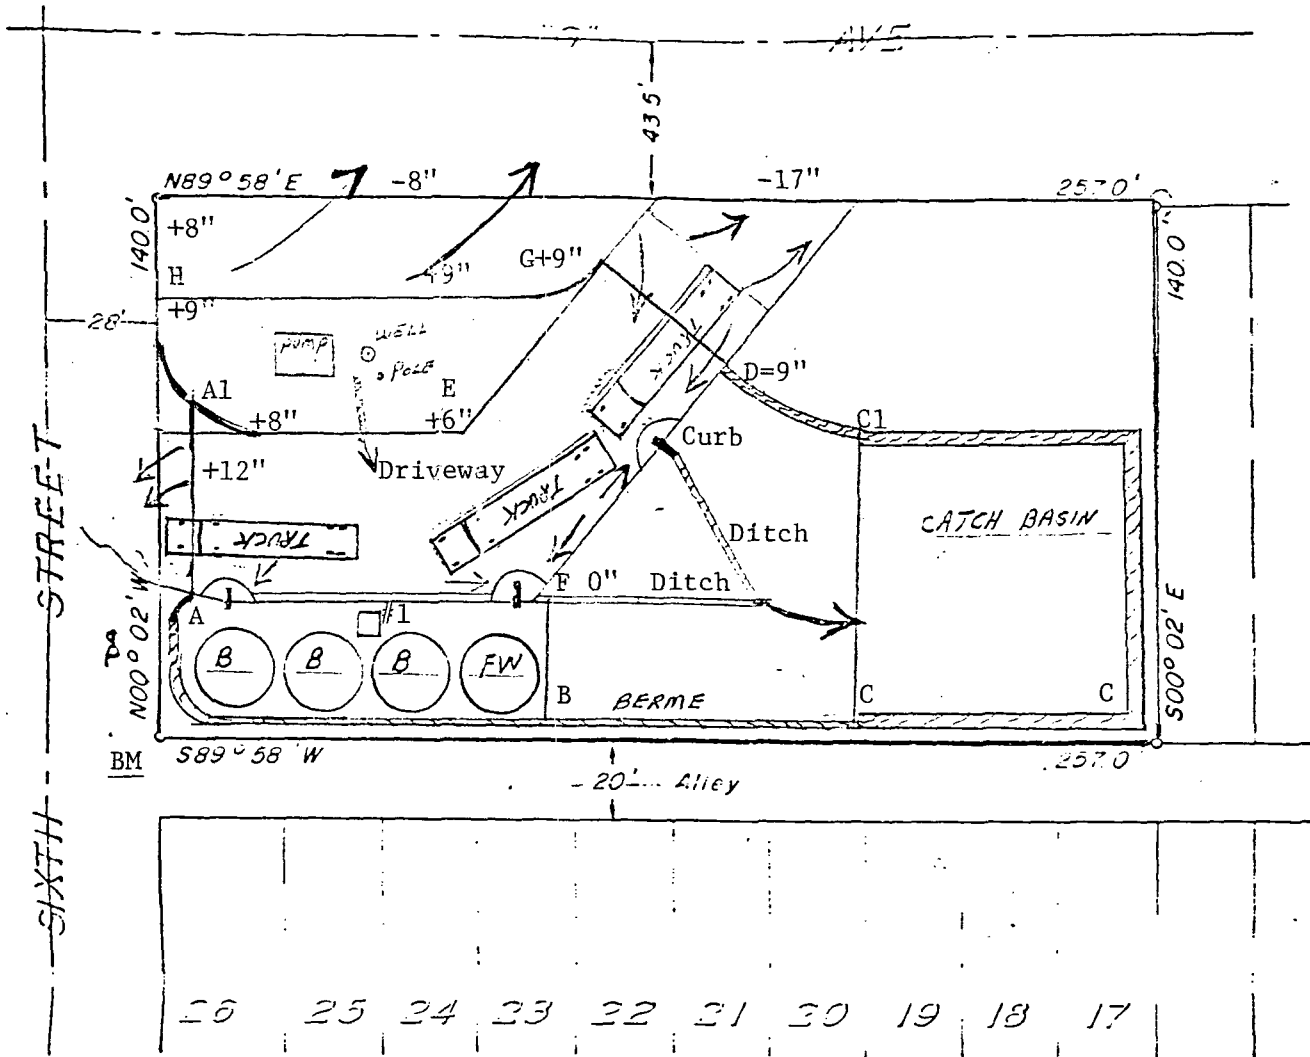 AVE
43.5'
N89° 58' E
-8"
-17"
257.0'
140.0'
+8"
H
+9"
G+9"
140.0'
28'
+9"
pump
WELL
POLE
TRUCK
A1
E
D=9"
+8"
+6"
C1
Curb
+12"
Driveway
TRUCK
CATCH BASIN
TRUCK
Ditch
STREET
N00° 02' W
A
F 0"
Ditch
#1
S00° 02' E
B
B
B
FW
B
BERME
C
C
BM
S89° 58' W
257.0
20' Alley
SIXTH
26 25 24 23 22 21 20 19 18 17